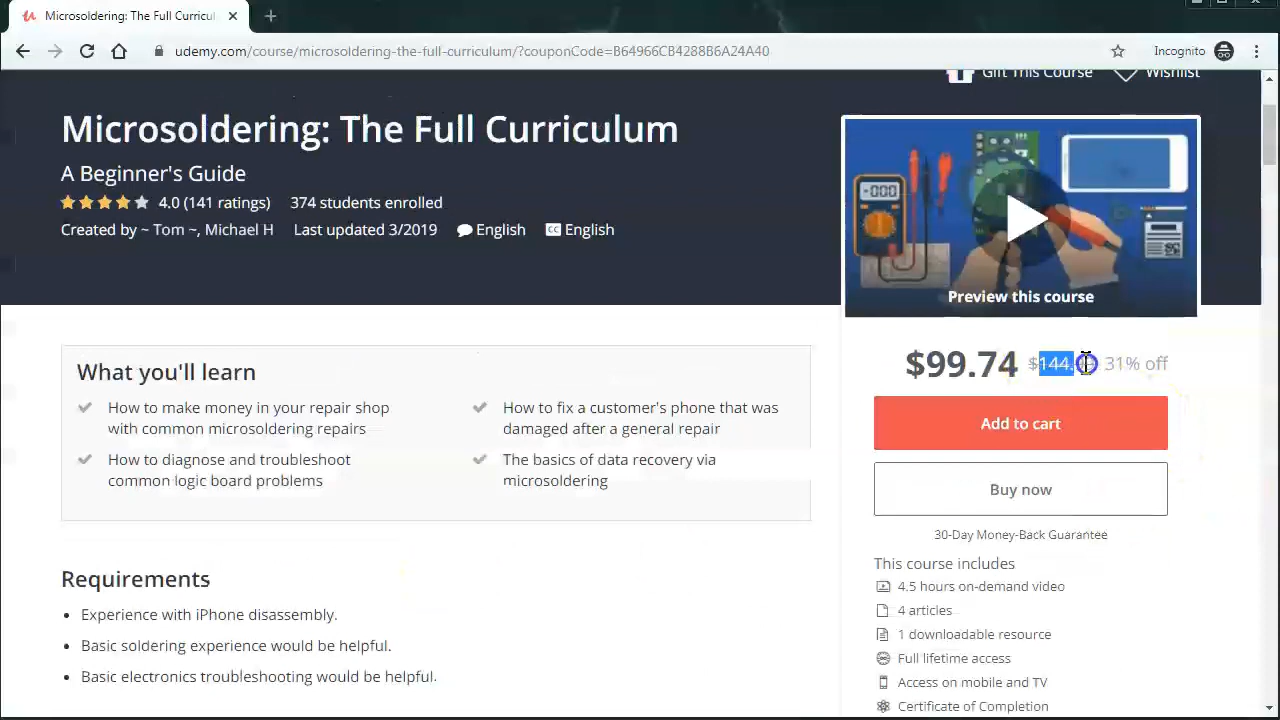 Microsoldering: The Full Curricul
udemy.com/course/microsoldering-the-full-curriculum/?couponCode=B64966CB4288B6A24A40
Incognito
Gift This Course
Wishlist
Microsoldering: The Full Curriculum
A Beginner's Guide
4.0 (141 ratings) 374 students enrolled
Created by ~ Tom ~, Michael H Last updated 3/2019 English CC English
-000
Preview this course
$99.74 $144. 31% off
Add to cart
Buy now
30-Day Money-Back Guarantee
This course includes
4.5 hours on-demand video
4 articles
1 downloadable resource
Full lifetime access
Access on mobile and TV
Certificate of Completion
What you'll learn
How to make money in your repair shop
with common microsoldering repairs
How to diagnose and troubleshoot
common logic board problems
How to fix a customer's phone that was
damaged after a general repair
The basics of data recovery via
microsoldering
Requirements
• Experience with iPhone disassembly.
• Basic soldering experience would be helpful.
• Basic electronics troubleshooting would be helpful.